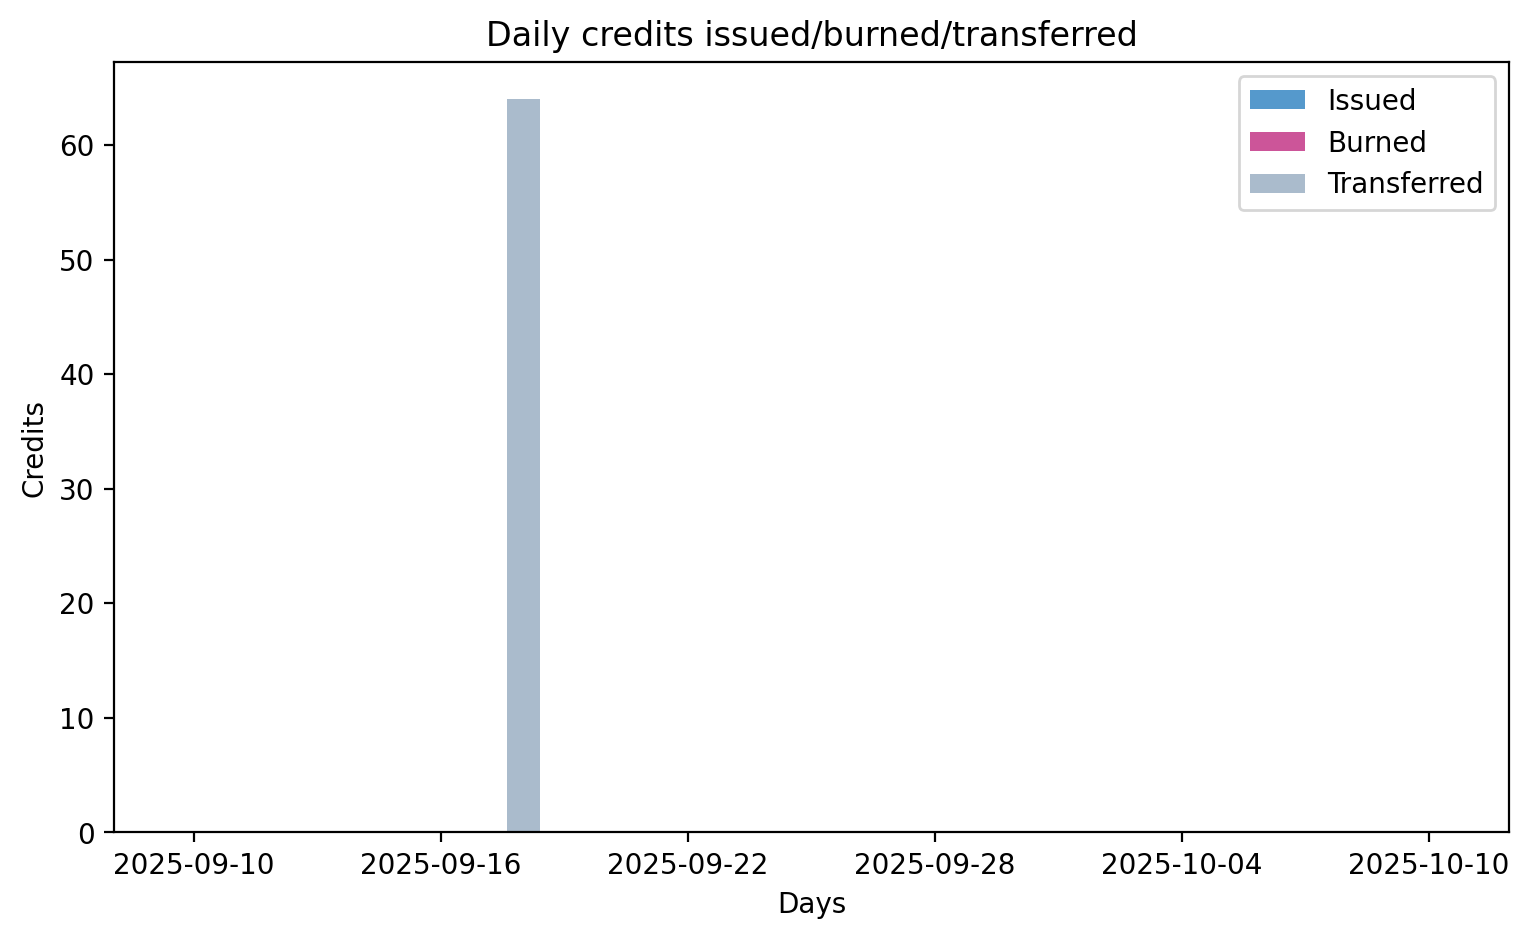 Daily credits issued/burned/transferred
Issued
Burned
Transferred
60
50
40
30
20
10
0
Credits
2025-09-10 2025-09-16 2025-09-22 2025-09-28 2025-10-04 2025-10-10
Days